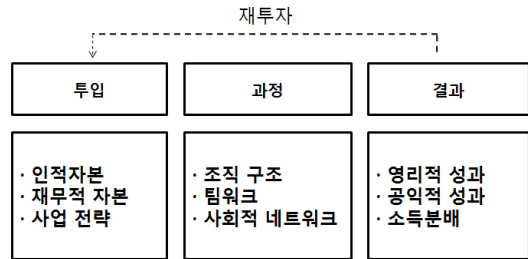 재투자
투입
과정
결과
· 인적자본
· 재무적 자본
· 사업 전략
· 조직 구조
· 팀워크
· 사회적 네트워크
· 영리적 성과
· 공익적 성과
· 소득분배